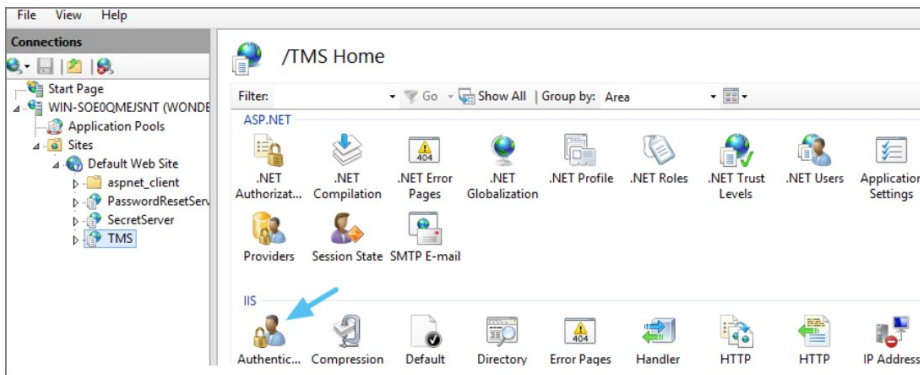 File View Help
Connections
Start Page
WIN-SOE0QMEJSNT (WONDE
Application Pools
Sites
Default Web Site
aspnet_client
PasswordResetServ
SecretServer
TMS
/TMS Home
Filter: Go Show All Group by: Area
ASP.NET
.NET Authorizat...
.NET Compilation
.NET Error Pages
.NET Globalization
.NET Profile
.NET Roles
.NET Trust Levels
.NET Users
Application Settings
Providers
Session State
SMTP E-mail
IIS
404
Authentic...
Compression
Default
Directory
Error Pages
Handler
HTTP
HTTP
IP Address